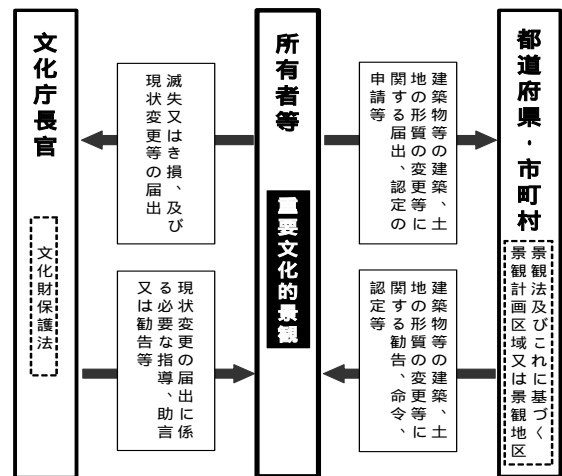 都道府県・市町村
景観法及びこれに基づく
景観計画区域又は景観地区
建築物等の建築、土
地の形質の変更等に
関する届出、認定の
申請等
建築物等の建築、土
地の形質の変更等に
関する勧告、命令、
認定等
所有者等
重要文化的景観
滅失又はき損、及び
現状変更等の届出
現状変更の届出に係
る必要な指導、助言
又は勧告等
文化庁長官
文化財保護法